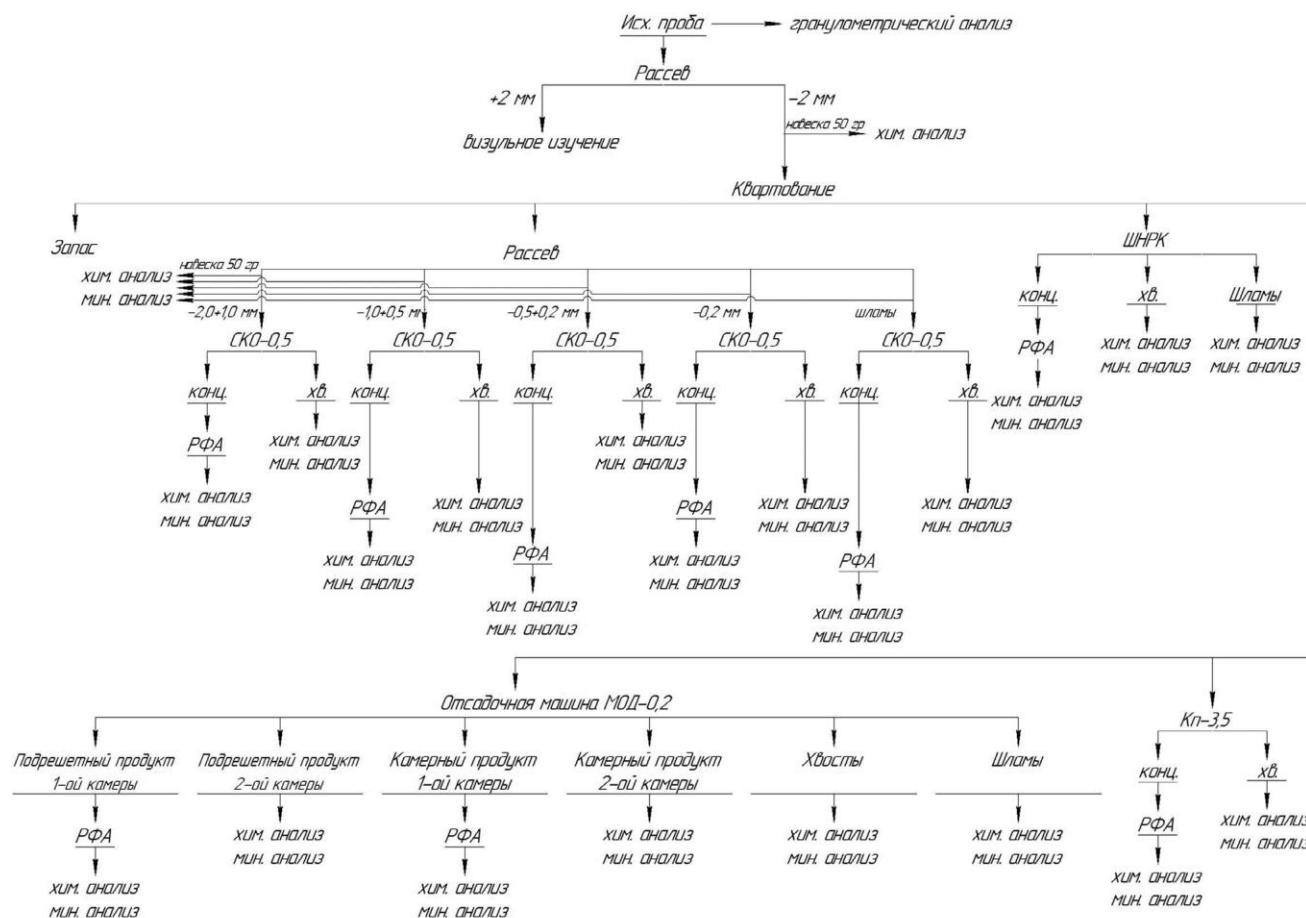 Исх. проба
гранулометрический анализ
Рассев
+2 мм
-2 мм
навеска 50 гр
хим. анализ
визульное изучение
Квартование
Запас
Рассев
ШНРК
навеска 50 гр
хим. анализ
мин. анализ
-2,0+1,0 мм
-1,0+0,5 мм
-0,5+0,2 мм
-0,2 мм
шламы
конц.
хв.
Шламы
СКО-0,5
СКО-0,5
СКО-0,5
СКО-0,5
СКО-0,5
РФА
хим. анализ
мин. анализ
хим. анализ
мин. анализ
хим. анализ
мин. анализ
конц.
хв.
конц.
хв.
конц.
хв.
конц.
хв.
конц.
хв.
РФА
хим. анализ
мин. анализ
хим. анализ
мин. анализ
хим. анализ
мин. анализ
РФА
хим. анализ
мин. анализ
РФА
хим. анализ
мин. анализ
хим. анализ
мин. анализ
хим. анализ
мин. анализ
РФА
хим. анализ
мин. анализ
РФА
хим. анализ
мин. анализ
хим. анализ
мин. анализ
Отсадочная машина МОД-0,2
Кп-3,5
Подрешетный продукт
1-ой камеры
Подрешетный продукт
2-ой камеры
Камерный продукт
1-ой камеры
Камерный продукт
2-ой камеры
Хвосты
Шламы
конц.
хв.
РФА
хим. анализ
мин. анализ
РФА
хим. анализ
мин. анализ
хим. анализ
мин. анализ
хим. анализ
мин. анализ
РФА
хим. анализ
мин. анализ
хим. анализ
мин. анализ
хим. анализ
мин. анализ
хим. анализ
мин. анализ